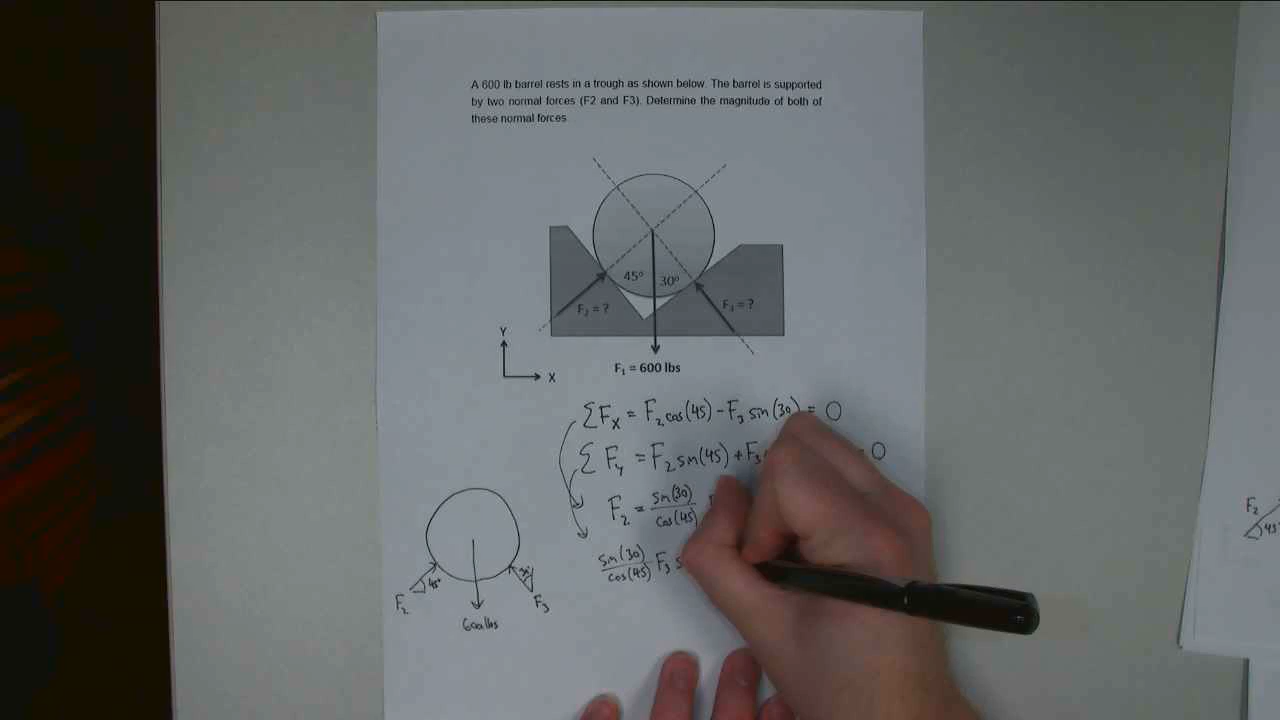 A 600 lb barrel rests in a trough as shown below. The barrel is supported
by two normal forces (F2 and F3). Determine the magnitude of both of
these normal forces.
45° 30°
F₂ = ? F₃ = ?
Y
X
F₁ = 600 lbs
ΣFx = F₂ cos(45) - F₃ sin(30) = 0
ΣFy = F₂ sin(45) + F₃ = 0
F₂ = sin(30)/cos(45)
sin(30)/cos(45) F₃ s
45° 30°
F₂ F₃
600 lbs
F₂
45°